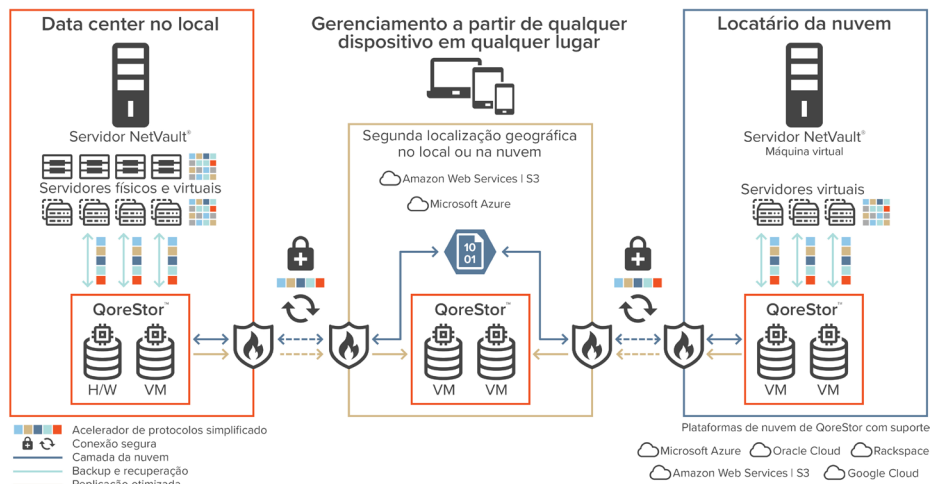 Data center no local
Servidor NetVault®
Servidores físicos e virtuais
QoreStor™
H/W
VM
Gerenciamento a partir de qualquer
dispositivo em qualquer lugar
Segunda localização geográfica
no local ou na nuvem
Amazon Web Services | S3
Microsoft Azure
10
01
QoreStor™
VM
VM
Locatário da nuvem
Servidor NetVault®
Máquina virtual
Servidores virtuais
QoreStor™
VM
VM
Acelerador de protocolos simplificado
Conexão segura
Camada da nuvem
Backup e recuperação
Replicação otimizada
Plataformas de nuvem de QoreStor com suporte
Microsoft Azure
Oracle Cloud
Rackspace
Amazon Web Services | S3
Google Cloud